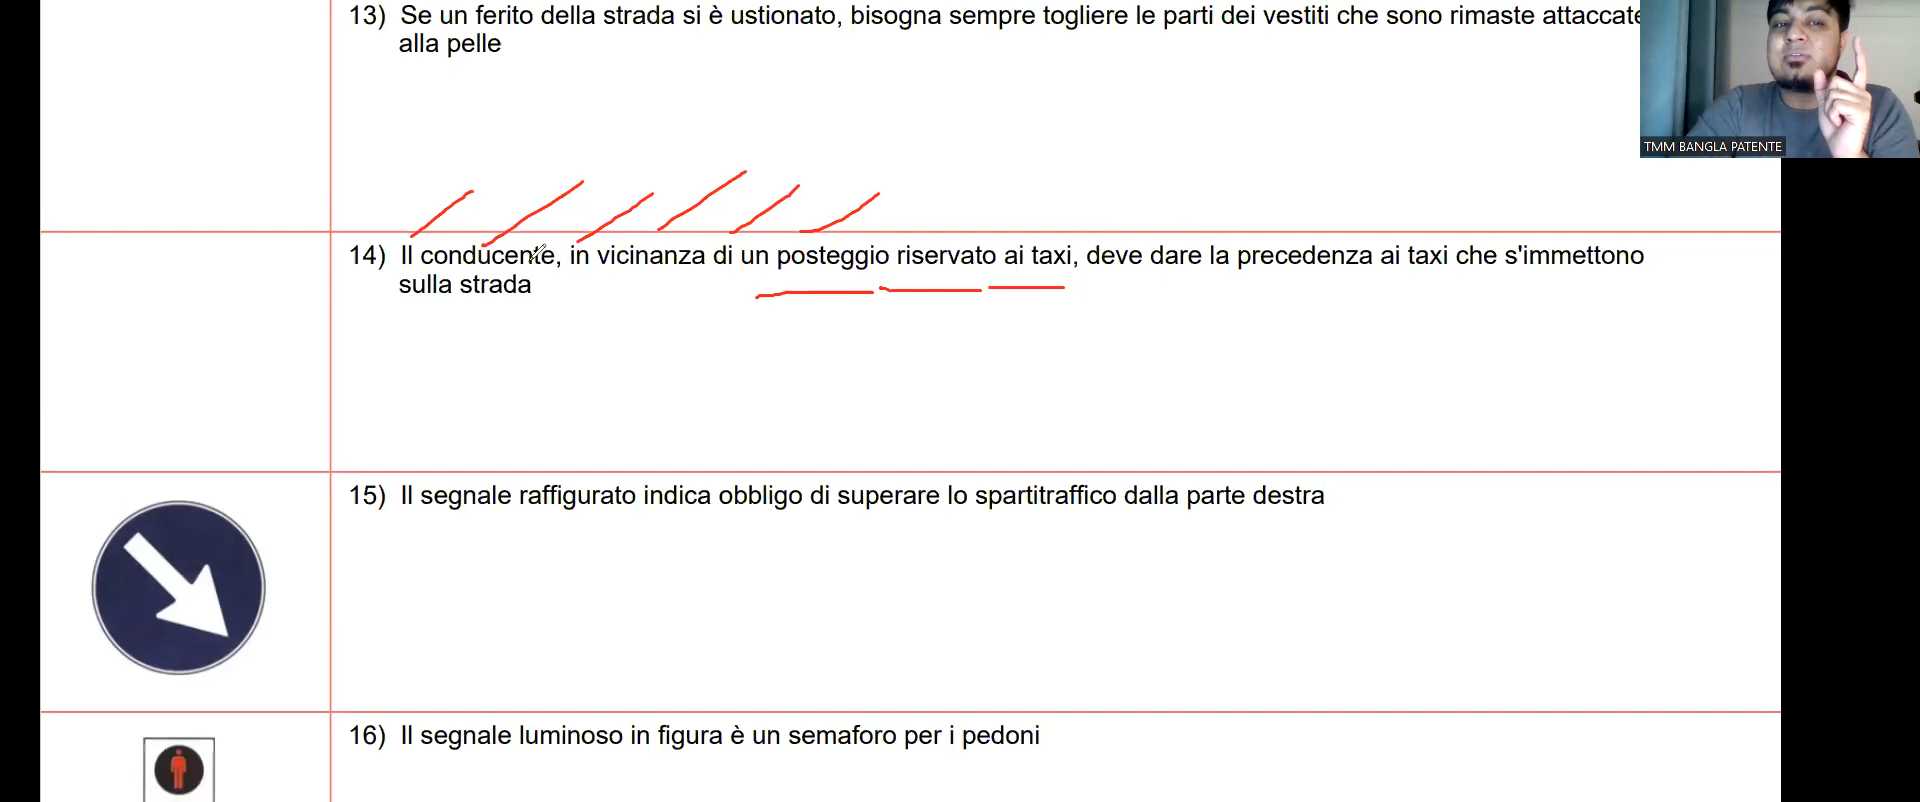 13) Se un ferito della strada si è ustionato, bisogna sempre togliere le parti dei vestiti che sono rimaste attaccate
alla pelle
TMM BANGLA PATENTE
14) Il conducente, in vicinanza di un posteggio riservato ai taxi, deve dare la precedenza ai taxi che s'immettono
sulla strada
15) Il segnale raffigurato indica obbligo di superare lo spartitraffico dalla parte destra
16) Il segnale luminoso in figura è un semaforo per i pedoni